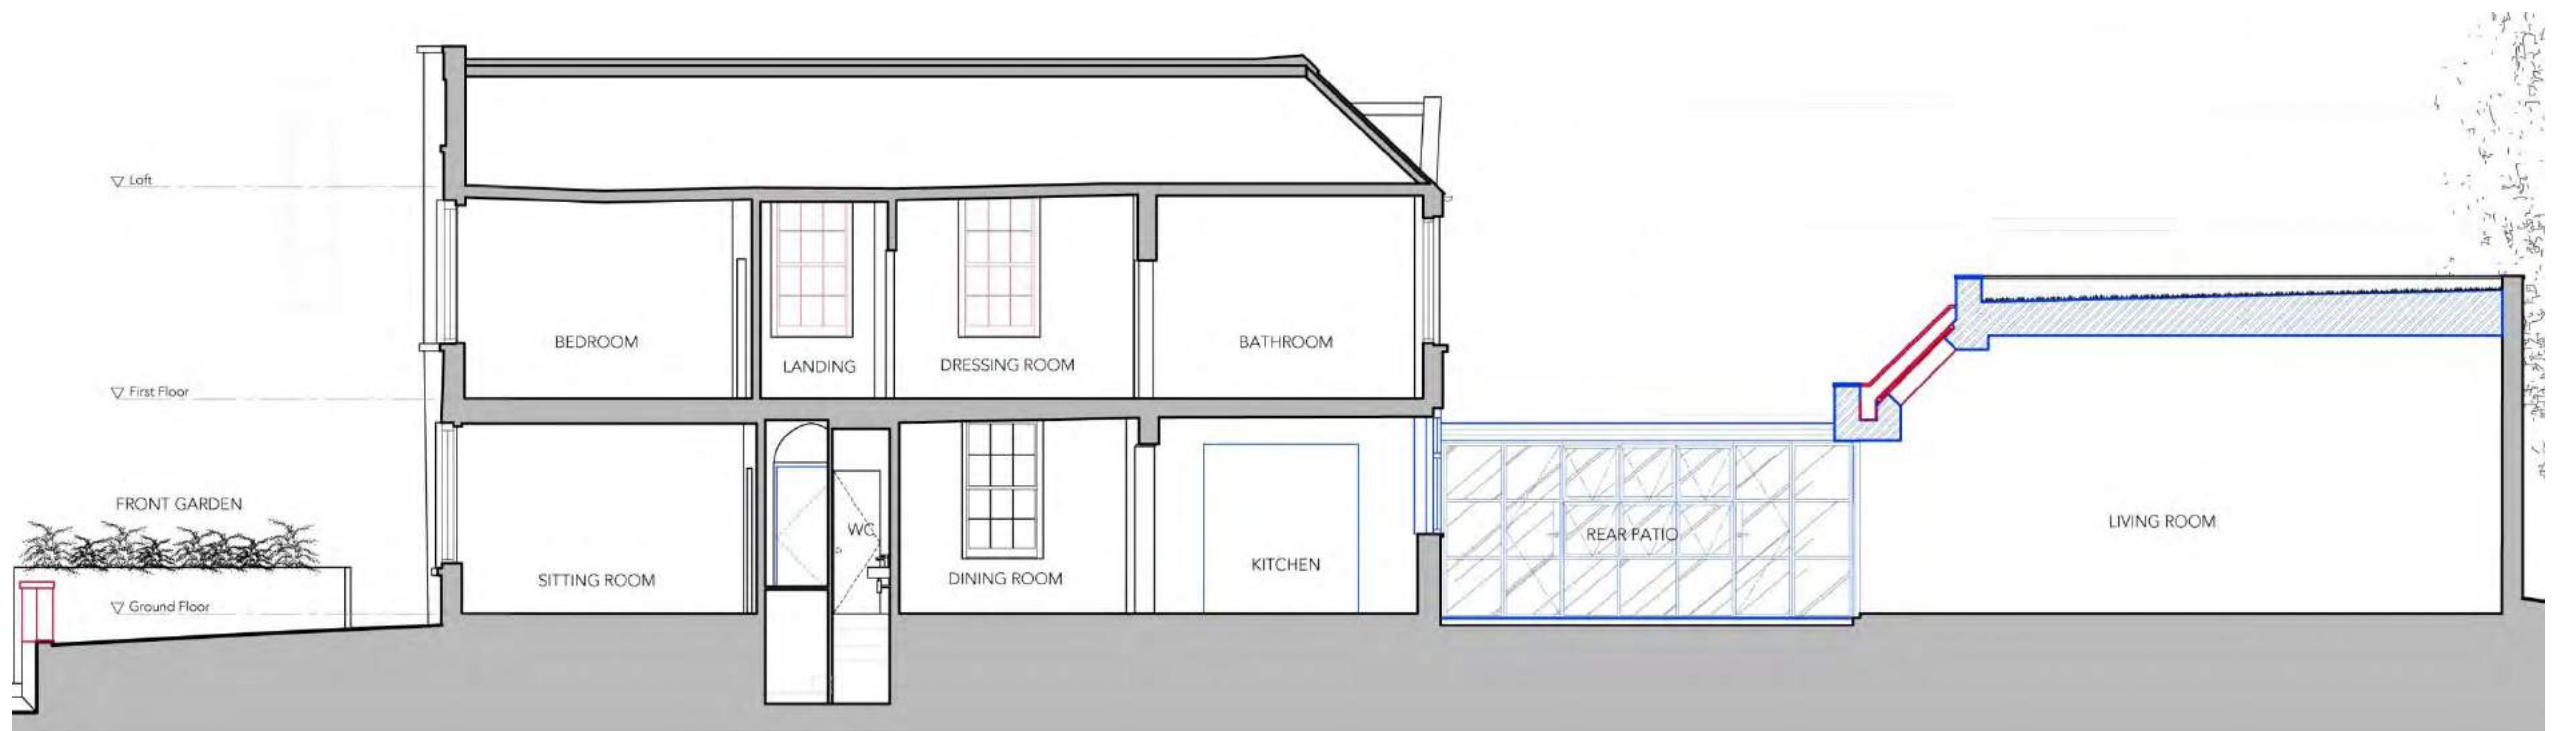 Loft
BEDROOM
LANDING
DRESSING ROOM
BATHROOM
First Floor
FRONT GARDEN
SITTING ROOM
WC
DINING ROOM
KITCHEN
REAR PATIO
LIVING ROOM
Ground Floor